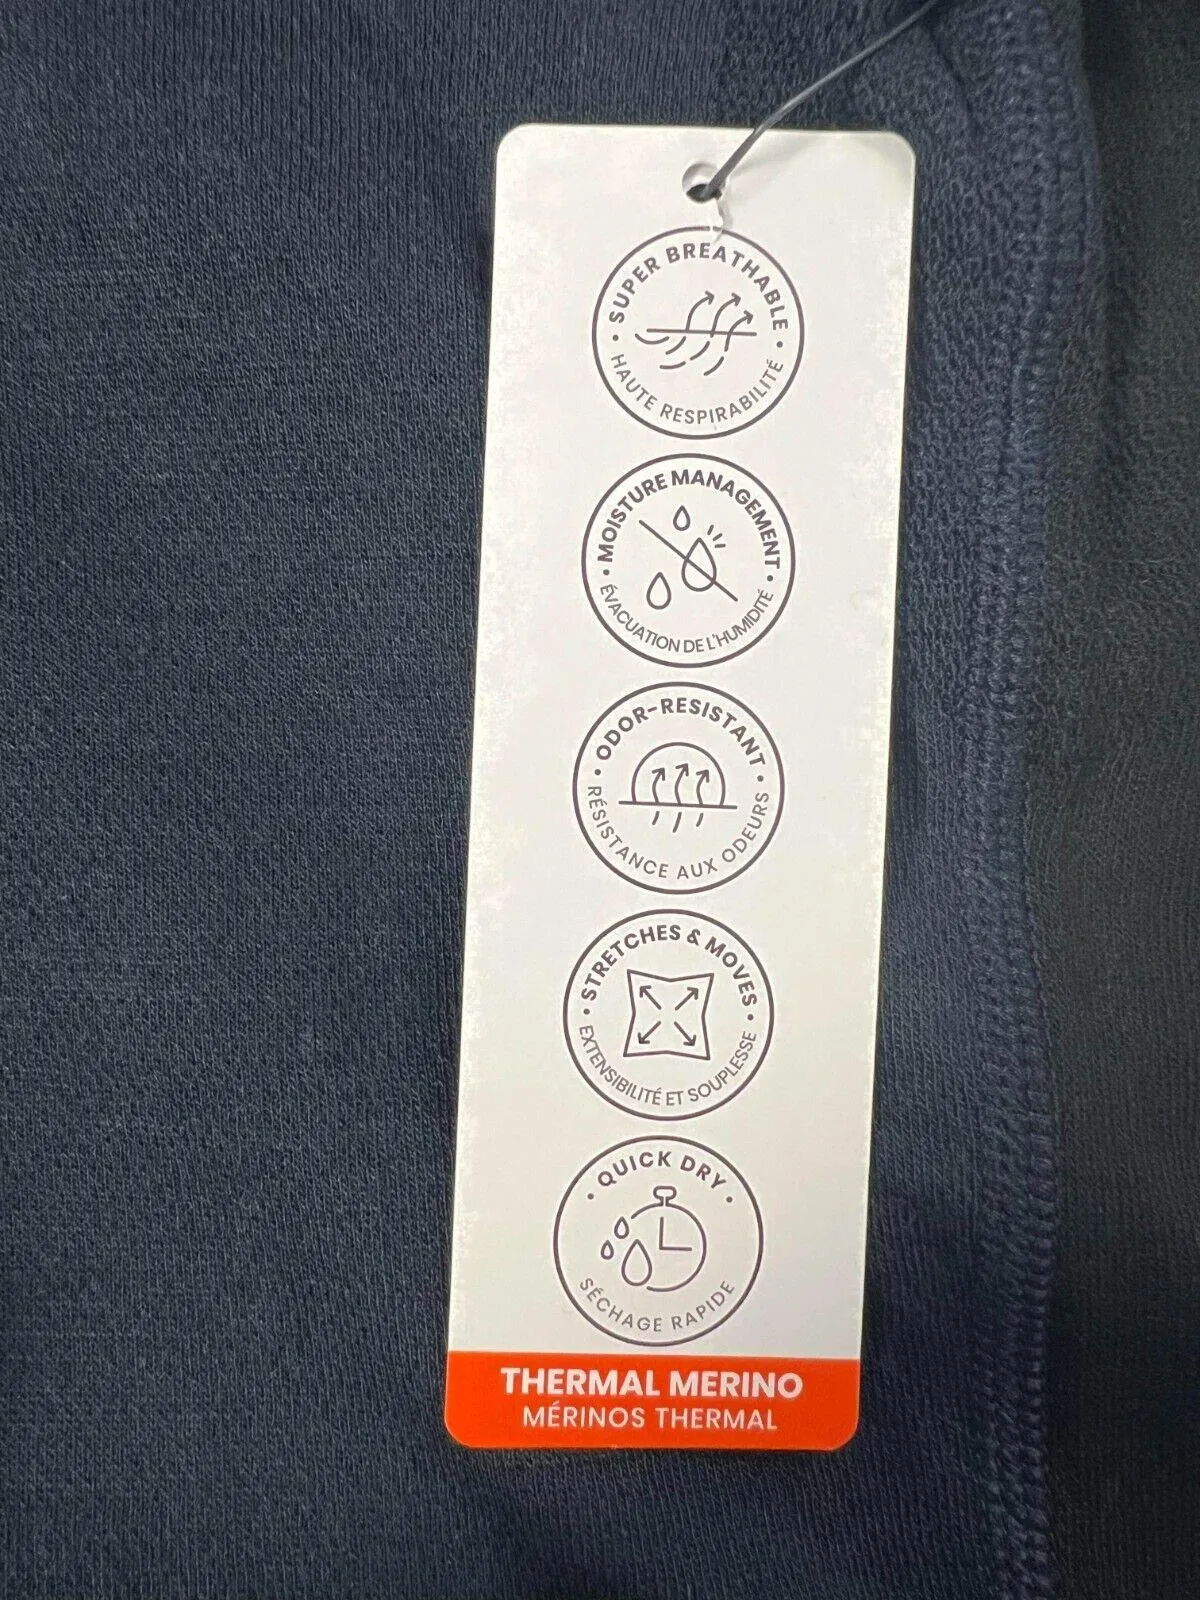 SUPER BREATHABLE
HAUTE RESPIRABILITÉ
MOISTURE MANAGEMENT
ÉVACUATION DE L'HUMIDITÉ
ODOR-RESISTANT
RÉSISTANCE AUX ODEURS
STRETCHES & MOVES
EXTENSIBILITÉ ET SOUPLESSE
QUICK DRY
SÉCHAGE RAPIDE
THERMAL MERINO
MÉRINOS THERMAL